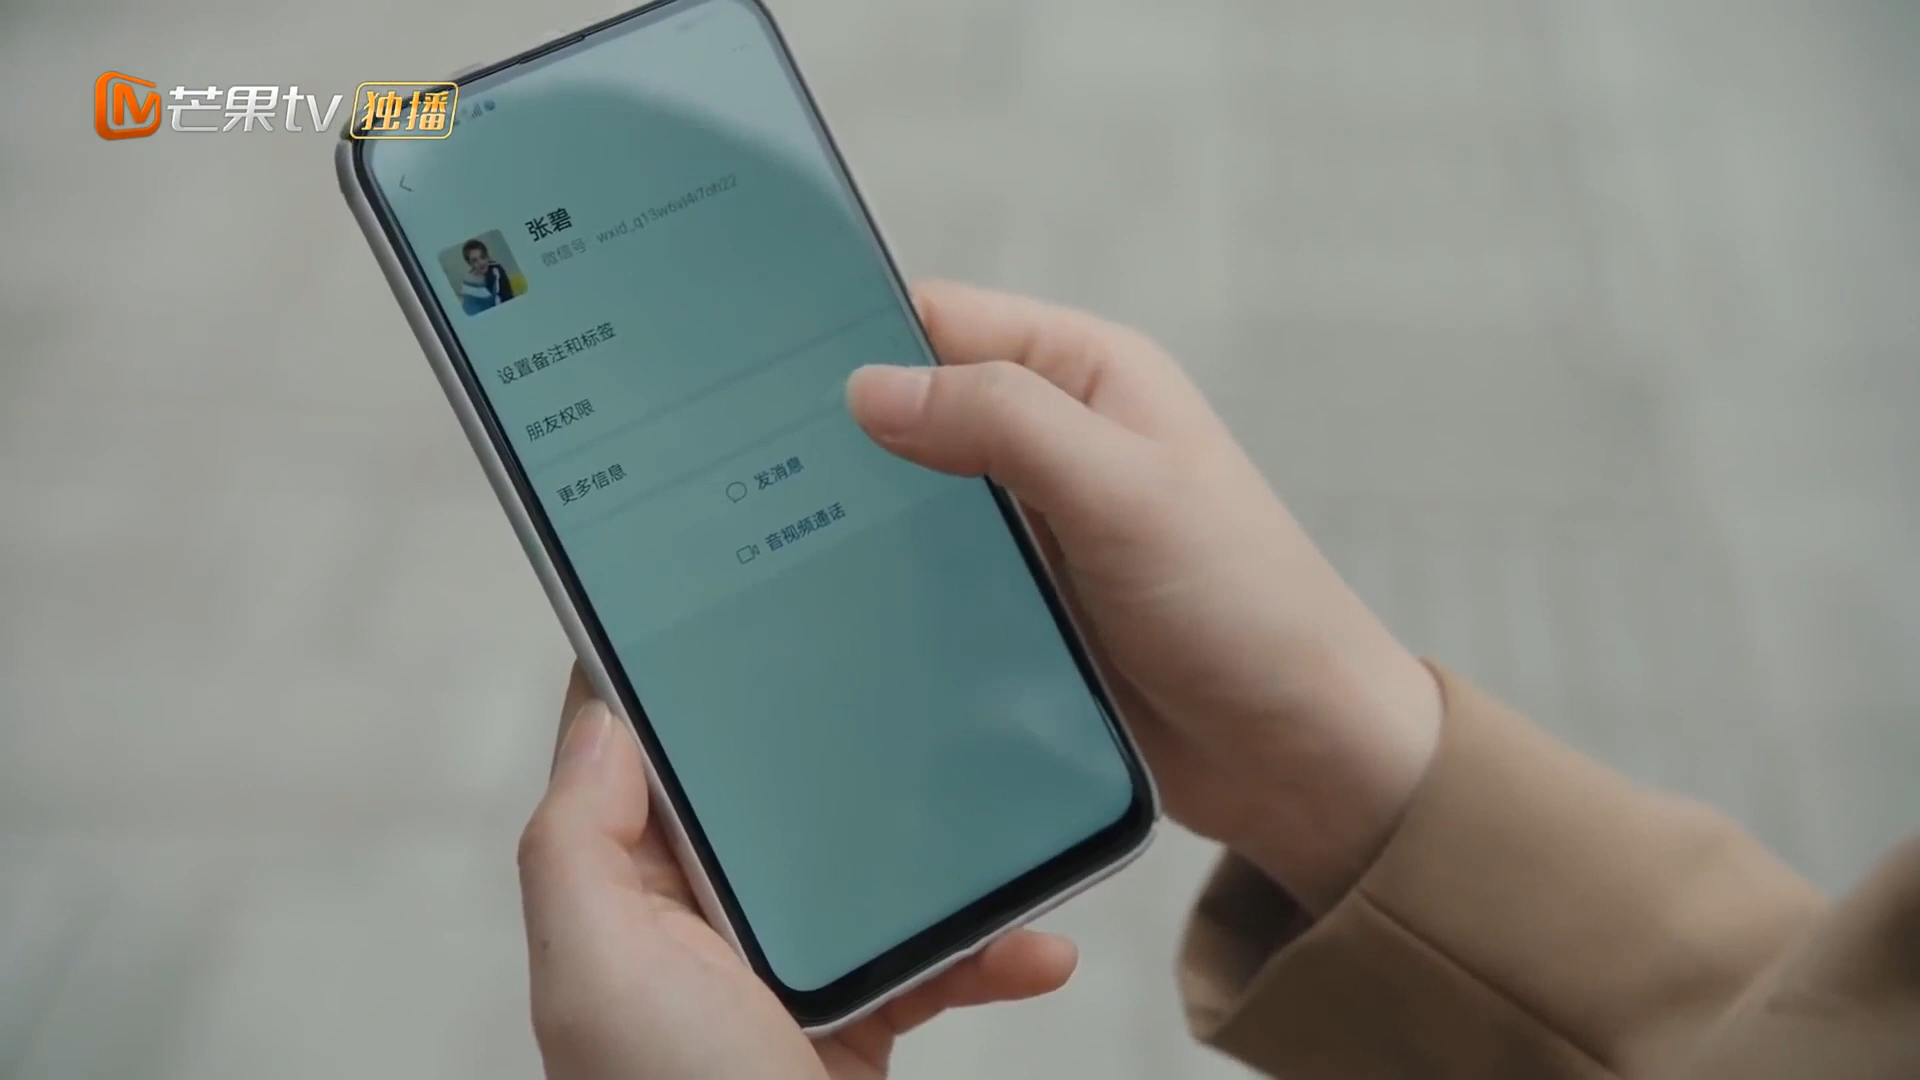 芒果tv 独播
张碧
微信号: wxid_q13w6vj4i7oh22
设置备注和标签
朋友权限
更多信息
发消息
音视频通话